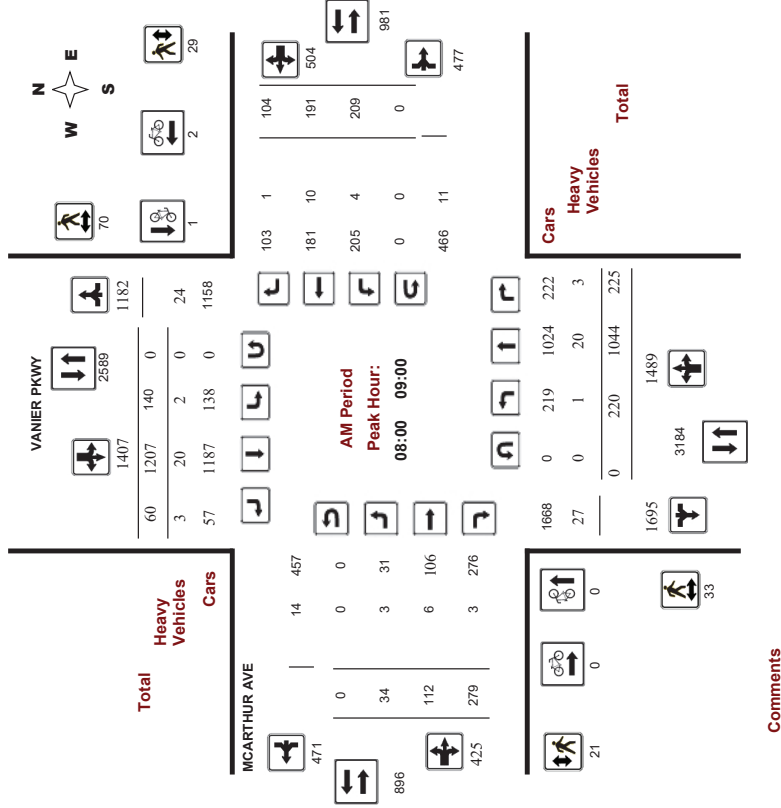 N
W E
S
70
29
1
2
VANIER PKWY
1407 2589 1182
60 1207 140 0
3 20 2 0 24
57 1187 138 0 1158
Total
Heavy
Vehicles
Cars
MCARTHUR AVE
471
896
425
14 457
0 0 0
34 3 31
112 6 106
279 3 276
AM Period
Peak Hour:
08:00 09:00
103 1 104
181 10 191
205 4 209
0 0 0
466 11
504
981
477
Cars
Heavy
Vehicles
Total
1668 0 219 1024 222
27 0 1 20 3
0 220 1044 225
1695 3184 1489
0
0
21
33
Comments